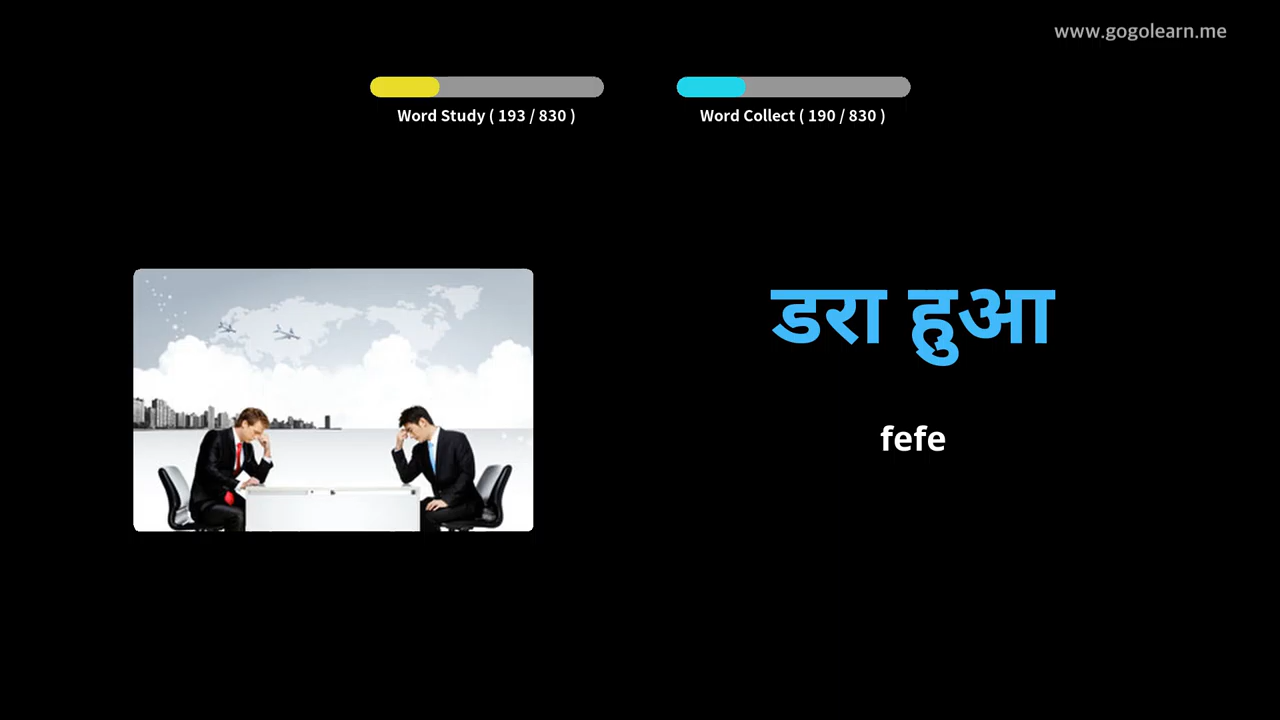 www.gogolearn.me
Word Study ( 193 / 830 )
Word Collect ( 190 / 830 )
डरा हुआ
fefe